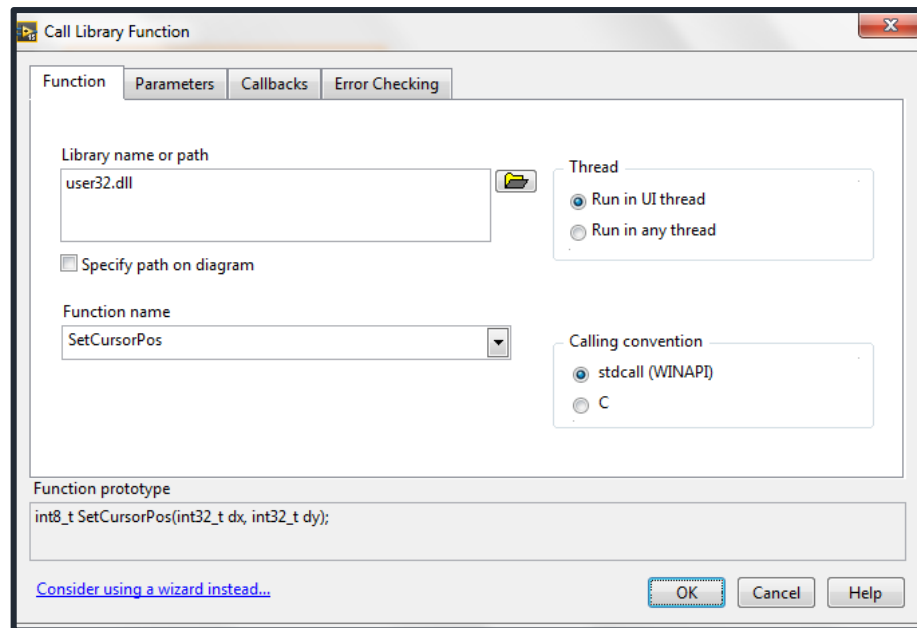 Call Library Function
Function Parameters Callbacks Error Checking
Library name or path
user32.dll
Specify path on diagram
Function name
SetCursorPos
Thread
Run in UI thread
Run in any thread
Calling convention
stdcall (WINAPI)
C
Function prototype
int8_t SetCursorPos(int32_t dx, int32_t dy);
Consider using a wizard instead...
OK Cancel Help